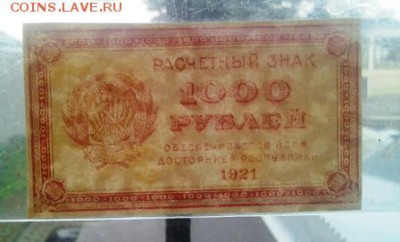 COINS.LAVE.RU
РАСЧЕТНЫЙ ЗНАК
1000
РУБЛЕЙ
ОБЕСПЕЧИВАЕТСЯ ВСЕМ
ДОСТОЯНИЕМ РЕСПУБЛИКИ
1921